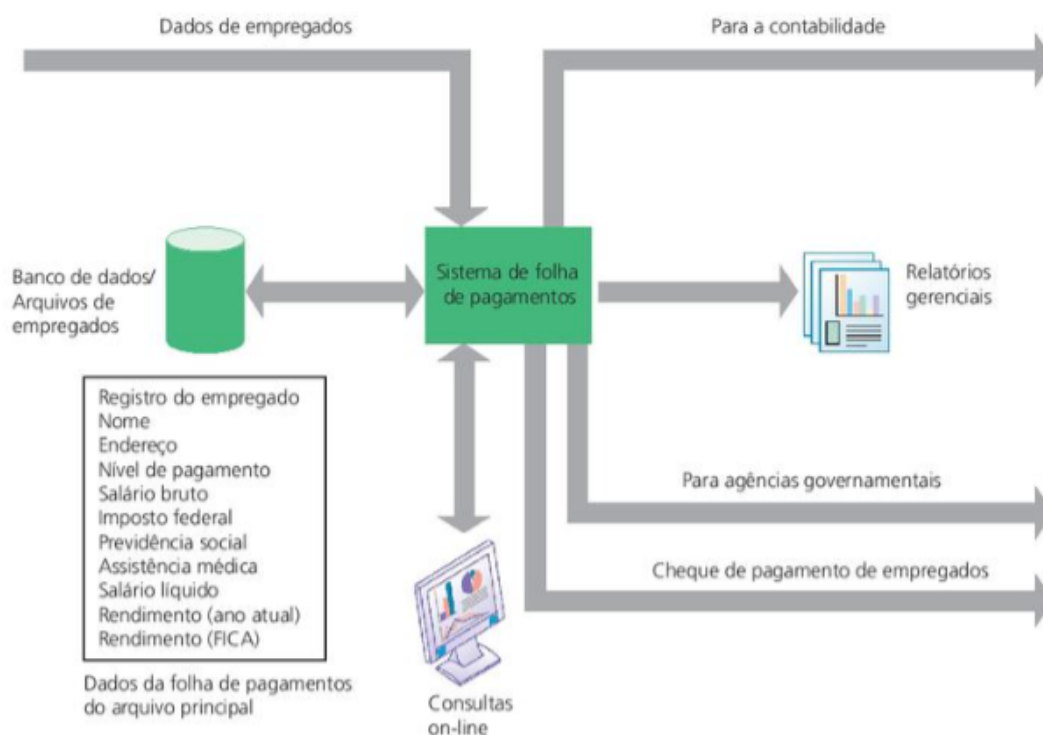 Dados de empregados
Para a contabilidade
Banco de dados/
Arquivos de
empregados
Sistema de folha
de pagamentos
Relatórios
gerenciais
Registro do empregado
Nome
Endereço
Nível de pagamento
Salário bruto
Imposto federal
Previdência social
Assistência médica
Salário líquido
Rendimento (ano atual)
Rendimento (FICA)
Dados da folha de pagamentos
do arquivo principal
Consultas
on-line
Para agências governamentais
Cheque de pagamento de empregados